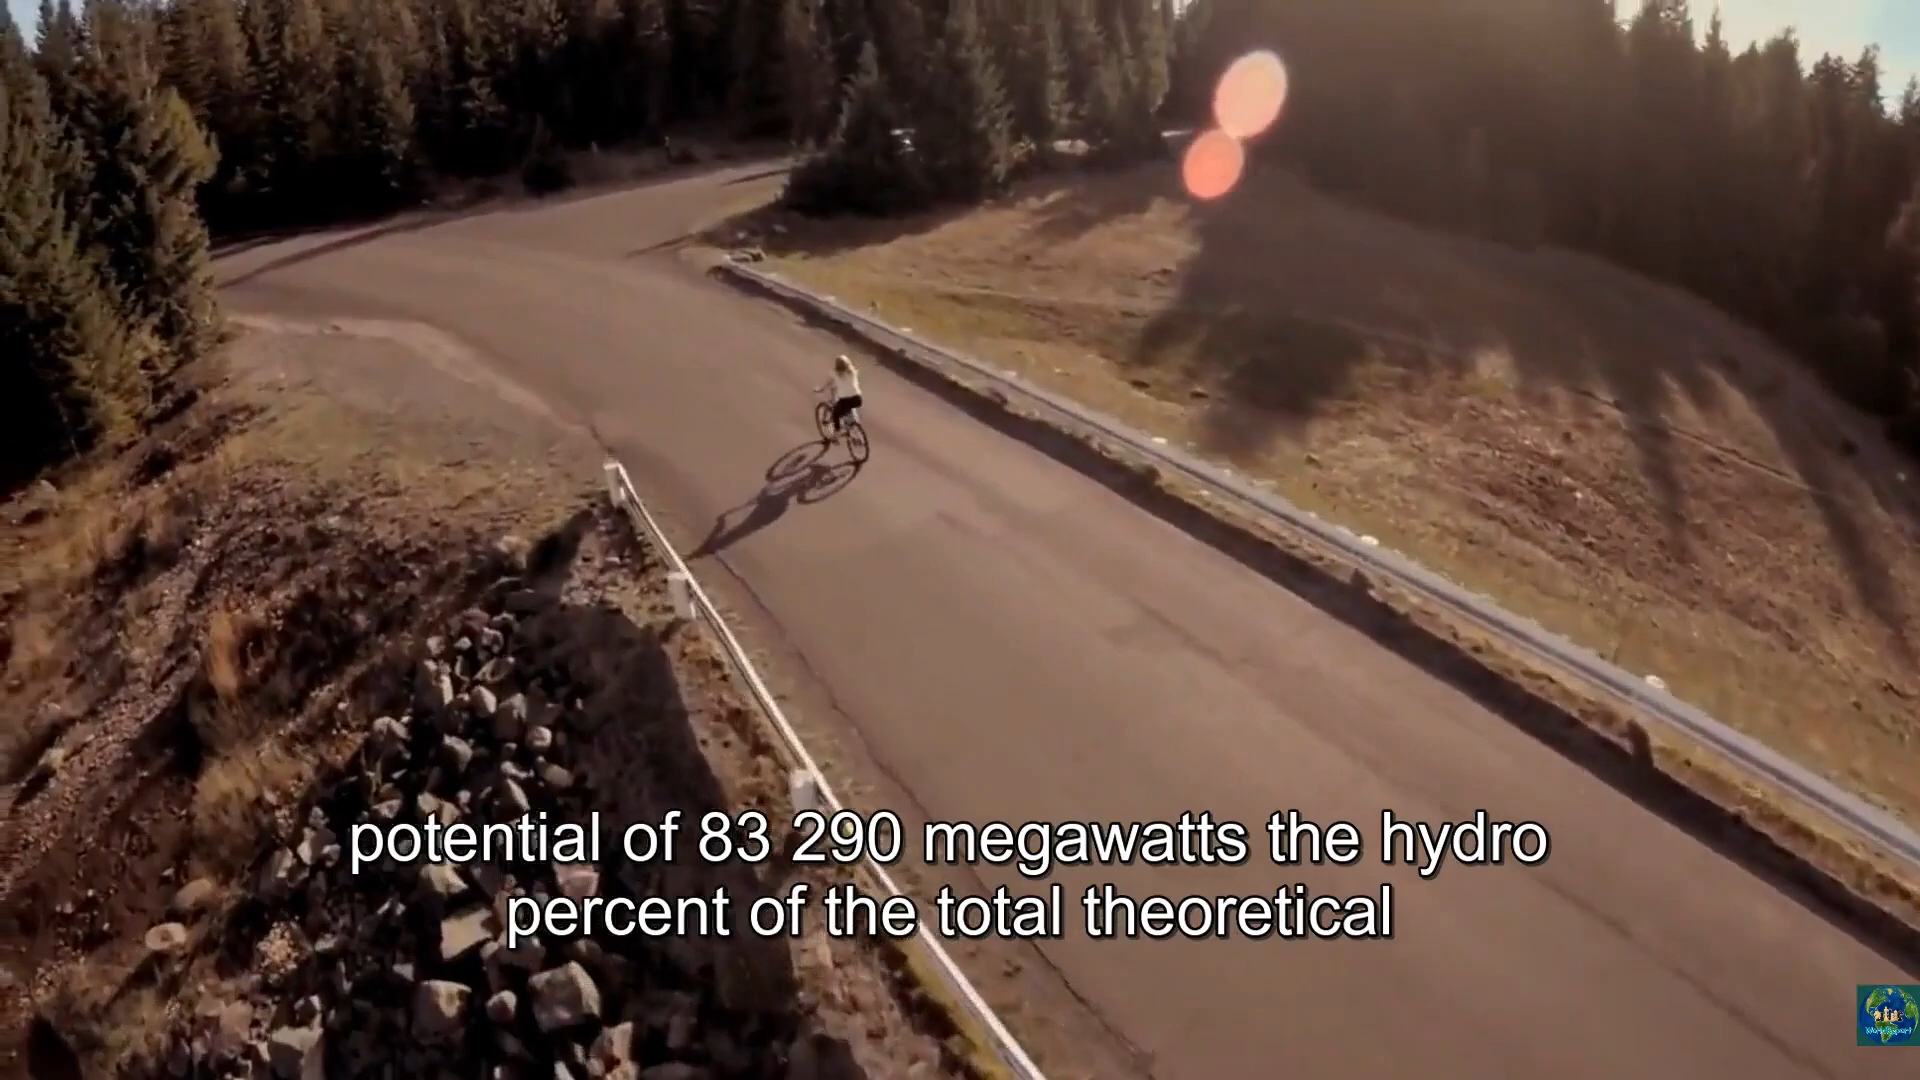 potential of 83 290 megawatts the hydro
percent of the total theoretical